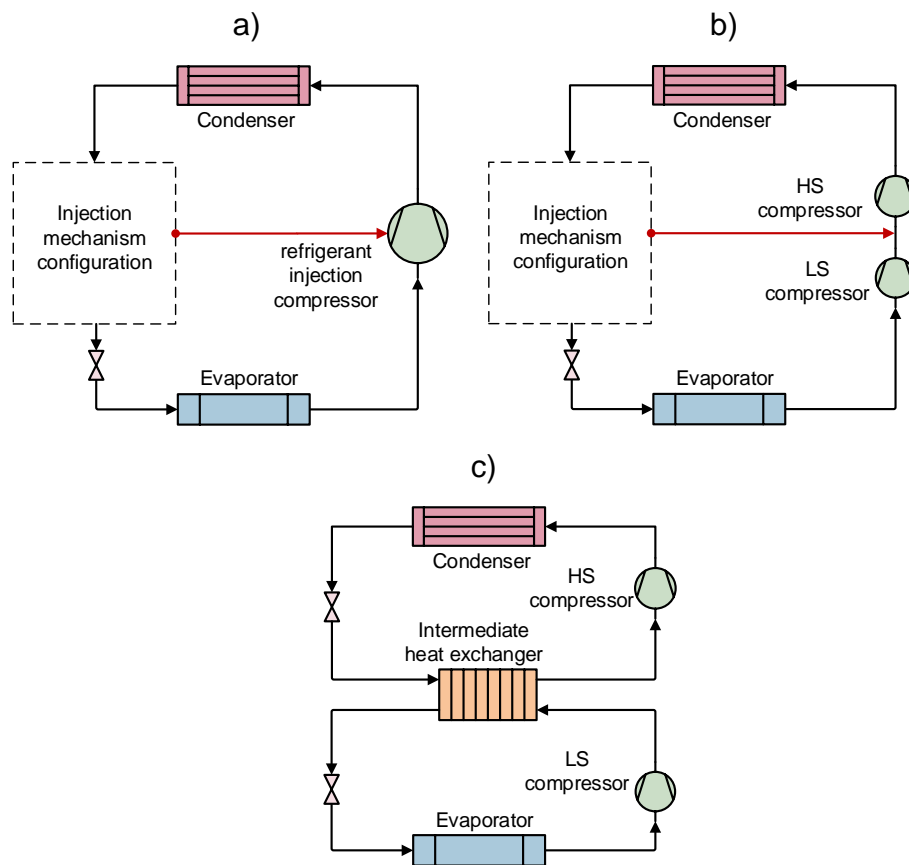 a)
Condenser
Injection
mechanism
configuration
refrigerant
injection
compressor
Evaporator
b)
Condenser
Injection
mechanism
configuration
HS
compressor
LS
compressor
Evaporator
c)
Condenser
HS
compressor
Intermediate
heat exchanger
LS
compressor
Evaporator